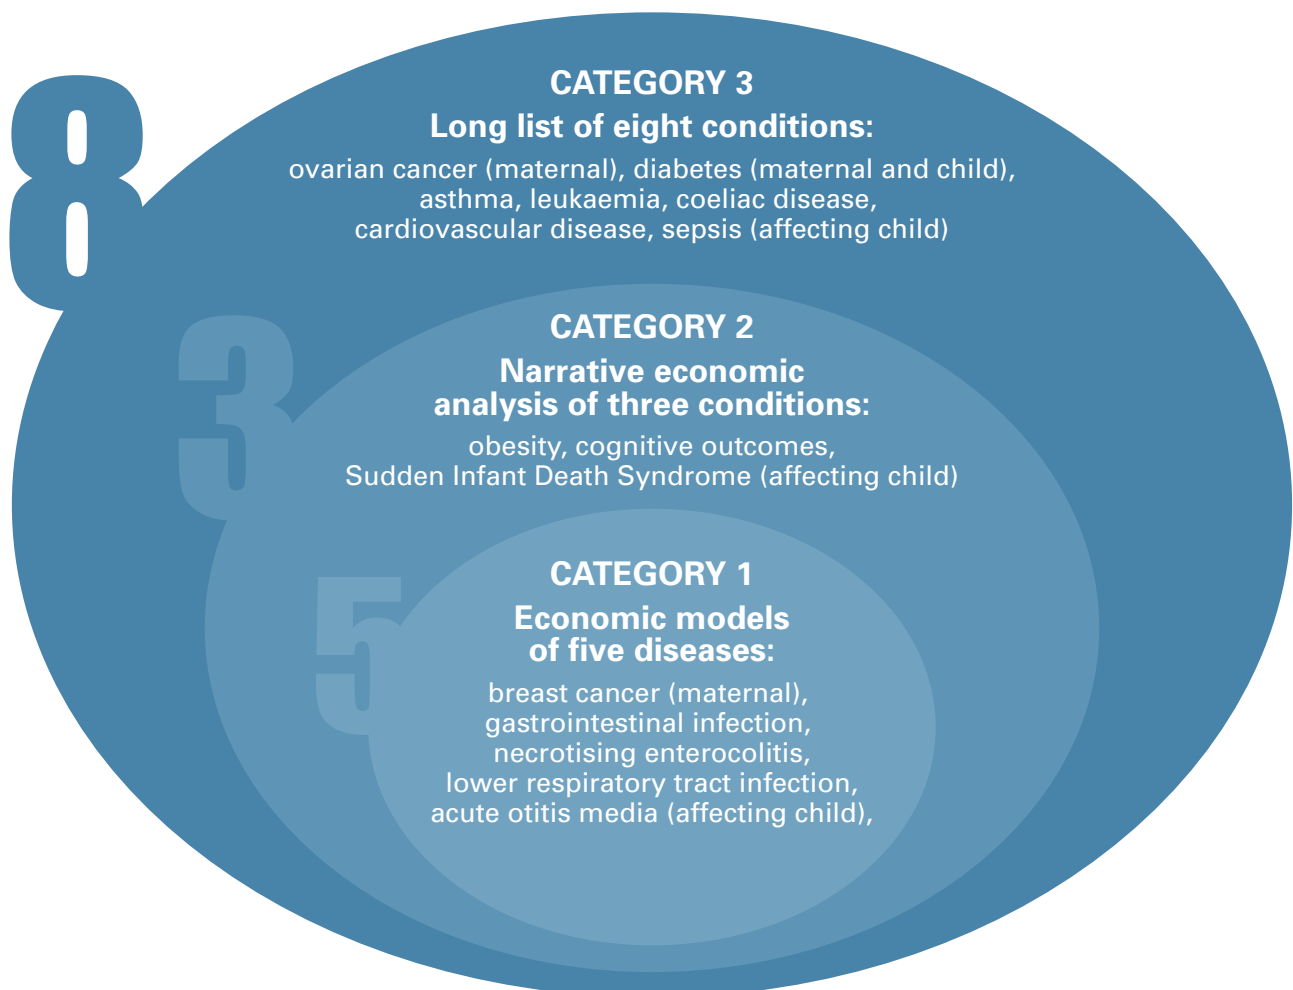 8
CATEGORY 3
Long list of eight conditions:
ovarian cancer (maternal), diabetes (maternal and child),
asthma, leukaemia, coeliac disease,
cardiovascular disease, sepsis (affecting child)
3
CATEGORY 2
Narrative economic
analysis of three conditions:
obesity, cognitive outcomes,
Sudden Infant Death Syndrome (affecting child)
5
CATEGORY 1
Economic models
of five diseases:
breast cancer (maternal),
gastrointestinal infection,
necrotising enterocolitis,
lower respiratory tract infection,
acute otitis media (affecting child),